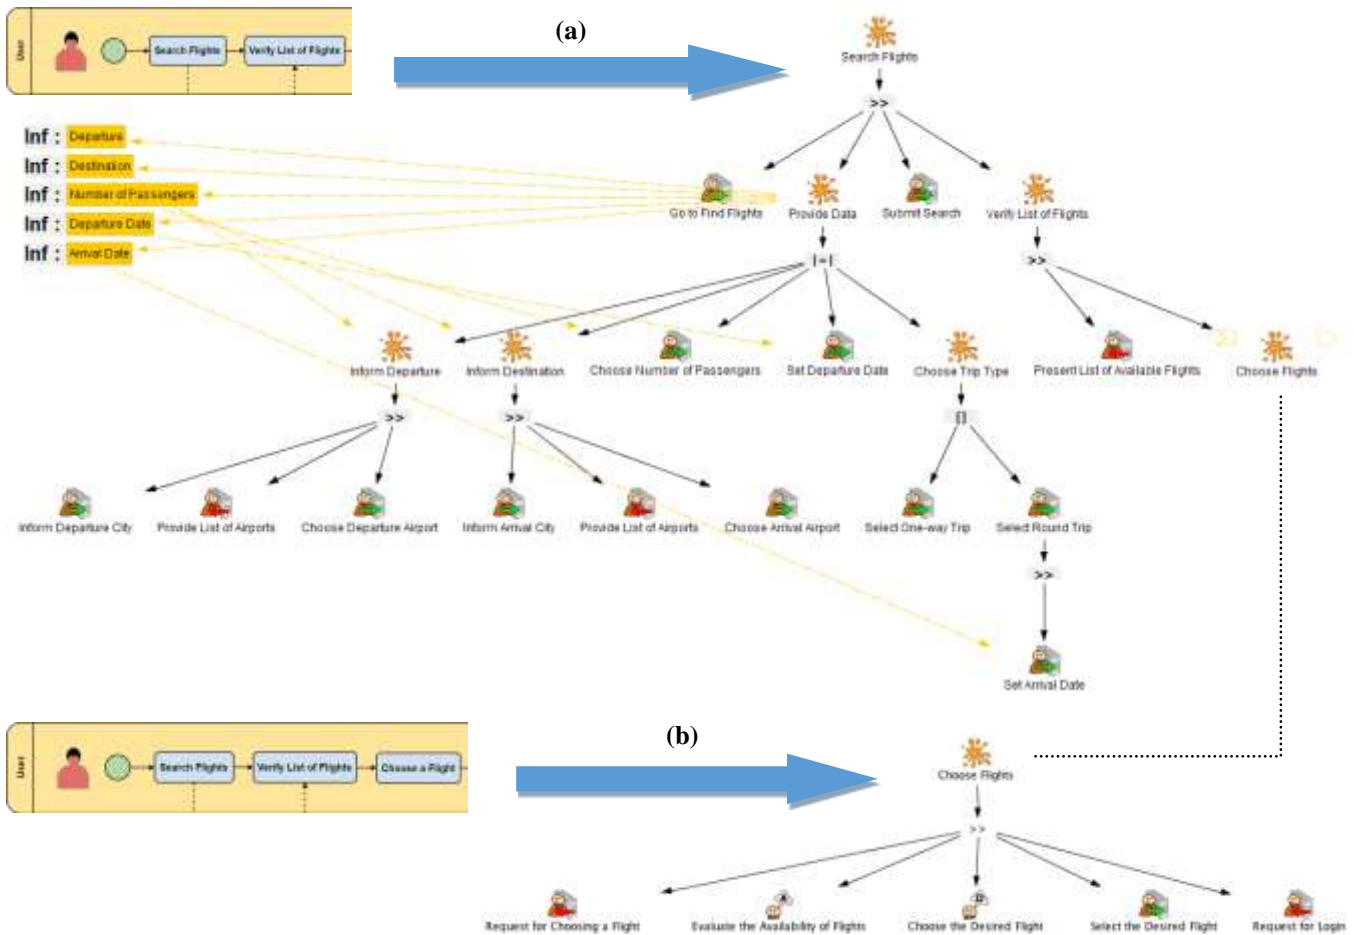 (a)
User
Search Flights
Verify List of Flights
Search Flights
>>
Inf : Departure
Inf : Destination
Inf : Number of Passengers
Inf : Departure Date
Inf : Arrival Date
Go to Find Flights
Provide Data
Submit Search
Verify List of Flights
|=|
>>
Inform Departure
Inform Destination
Choose Number of Passengers
Set Departure Date
Choose Trip Type
Present List of Available Flights
Choose Flights
>>
>>
[]
Inform Departure City
Provide List of Airports
Choose Departure Airport
Inform Arrival City
Provide List of Airports
Choose Arrival Airport
Select One-way Trip
Select Round Trip
>>
Set Arrival Date
(b)
User
Search Flights
Verify List of Flights
Choose a Flight
Choose Flights
>>
Request for Choosing a Flight
Evaluate the Availability of Flights
Choose the Desired Flight
Select the Desired Flight
Request for Login